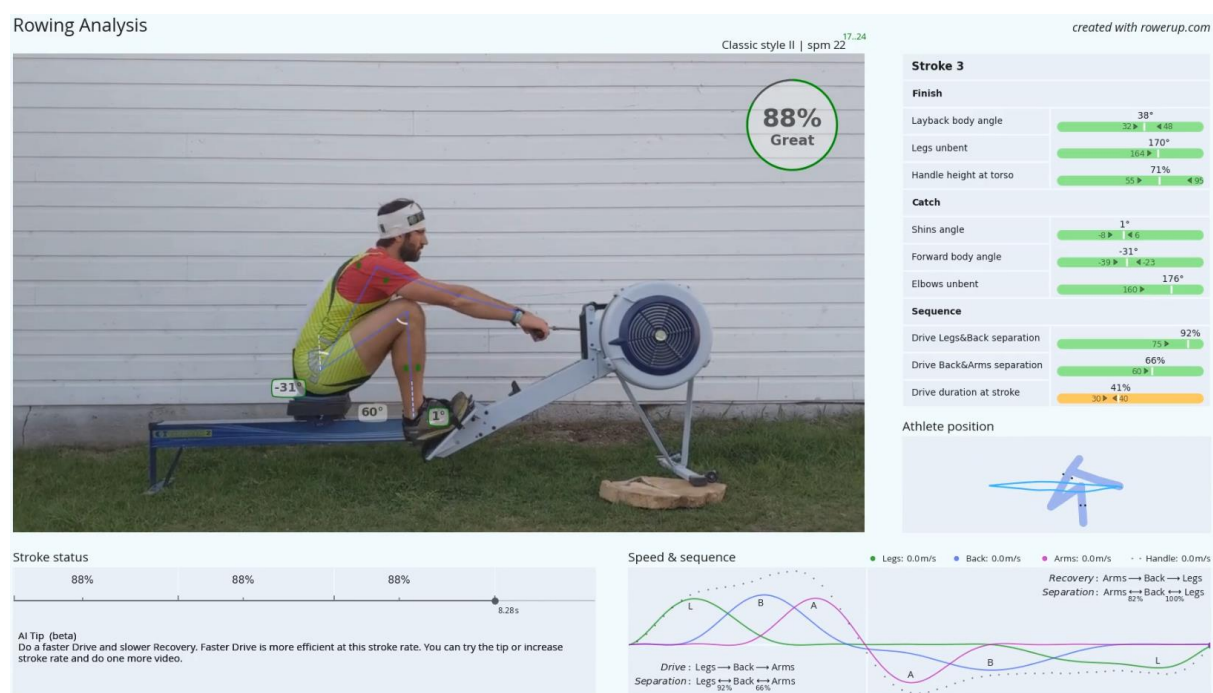 Rowing Analysis
created with rowerup.com
Classic style II | spm 22 17..24
88%
Great
-31°
60°
1°
Stroke 3
Finish
Layback body angle 38° 32 48
Legs unbent 170° 164
Handle height at torso 71% 55 95
Catch
Shins angle 1° -8 6
Forward body angle -31° -39 -23
Elbows unbent 176° 160
Sequence
Drive Legs&Back separation 92% 75
Drive Back&Arms separation 66% 60
Drive duration at stroke 41% 30 40
Athlete position
Stroke status
88% 88% 88%
8.28s
AI Tip (beta)
Do a faster Drive and slower Recovery. Faster Drive is more efficient at this stroke rate. You can try the tip or increase
stroke rate and do one more video.
Speed & sequence
Legs: 0.0m/s Back: 0.0m/s Arms: 0.0m/s Handle: 0.0m/s
Recovery: Arms → Back → Legs
Separation: Arms ↔ Back ↔ Legs
82% 100%
L B A
A B L
Drive: Legs → Back → Arms
Separation: Legs ↔ Back ↔ Arms
92% 66%